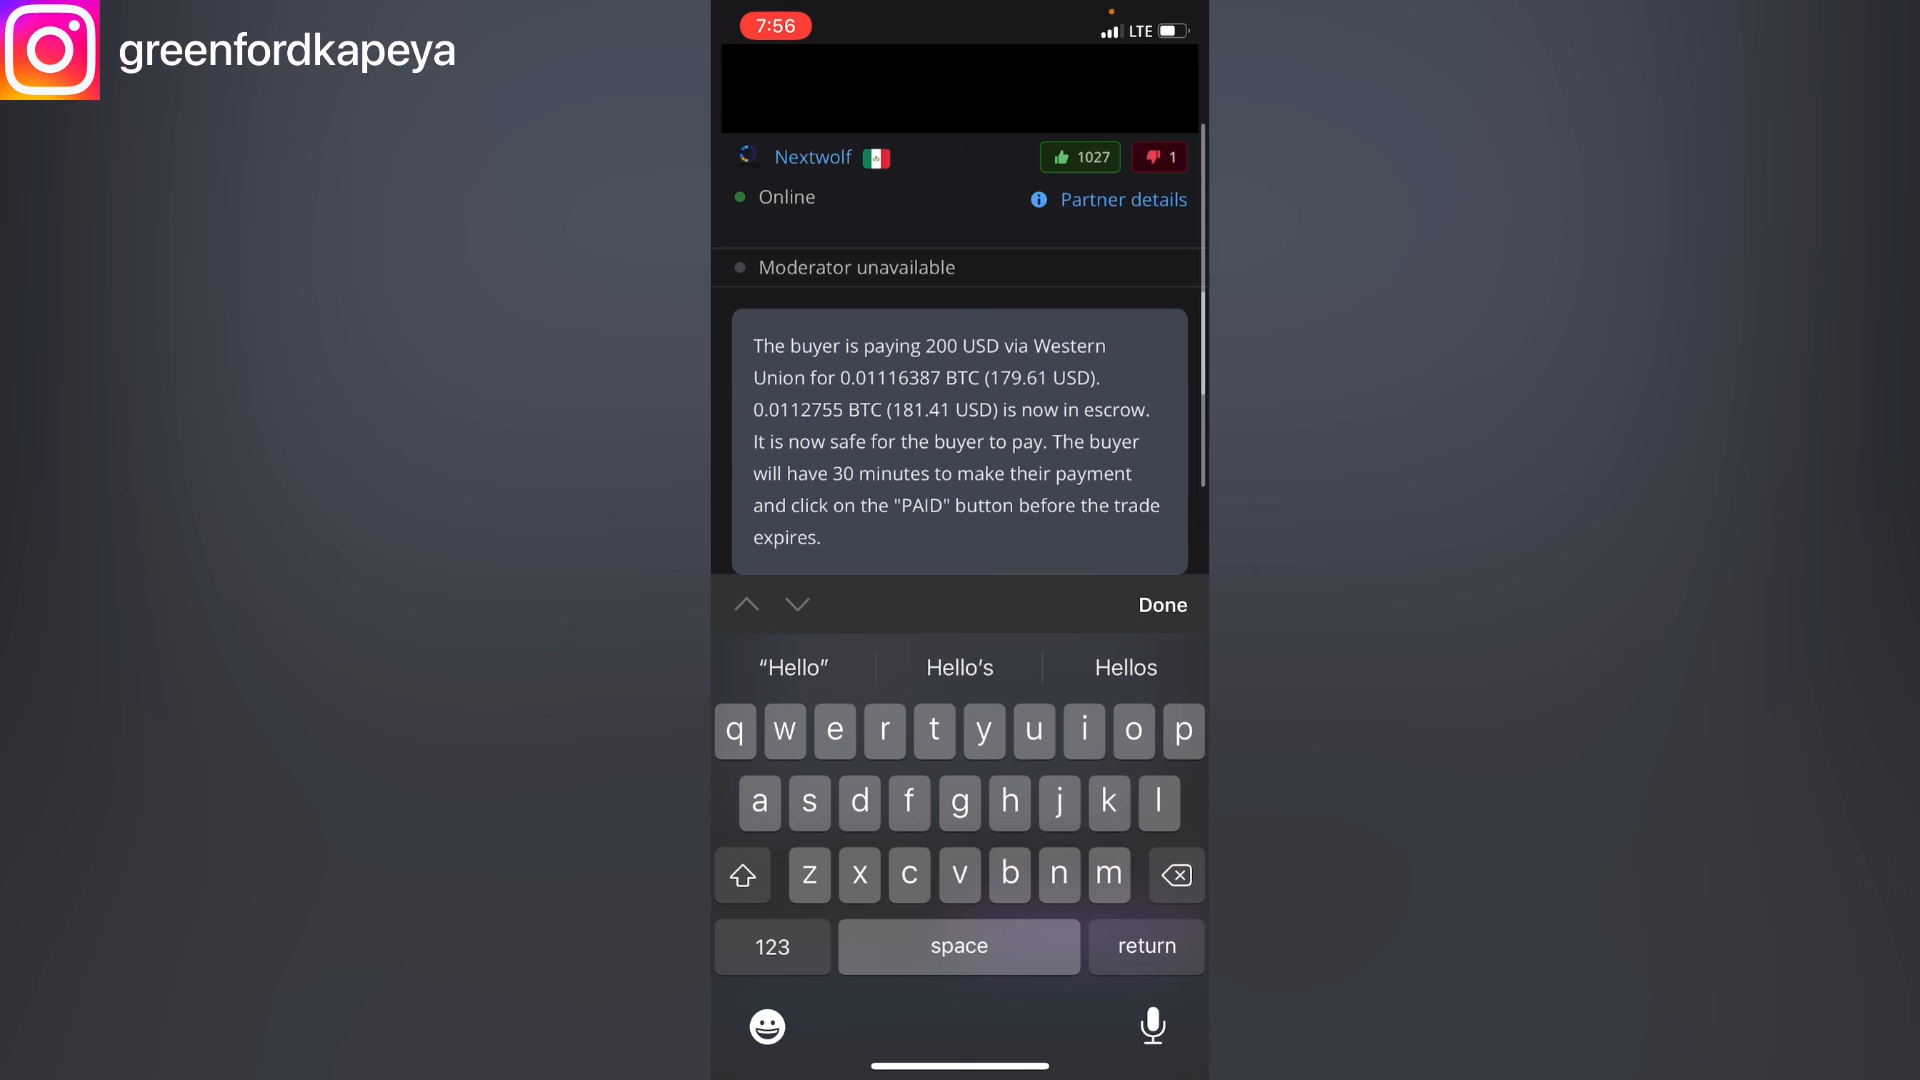 greenfordkapeya
7:56
LTE
Nextwolf
1027
1
Online
Partner details
Moderator unavailable
The buyer is paying 200 USD via Western
Union for 0.01116387 BTC (179.61 USD).
0.0112755 BTC (181.41 USD) is now in escrow.
It is now safe for the buyer to pay. The buyer
will have 30 minutes to make their payment
and click on the "PAID" button before the trade
expires.
Done
“Hello” Hello’s Hellos
q w e r t y u i o p
a s d f g h j k l
z x c v b n m
123 space return